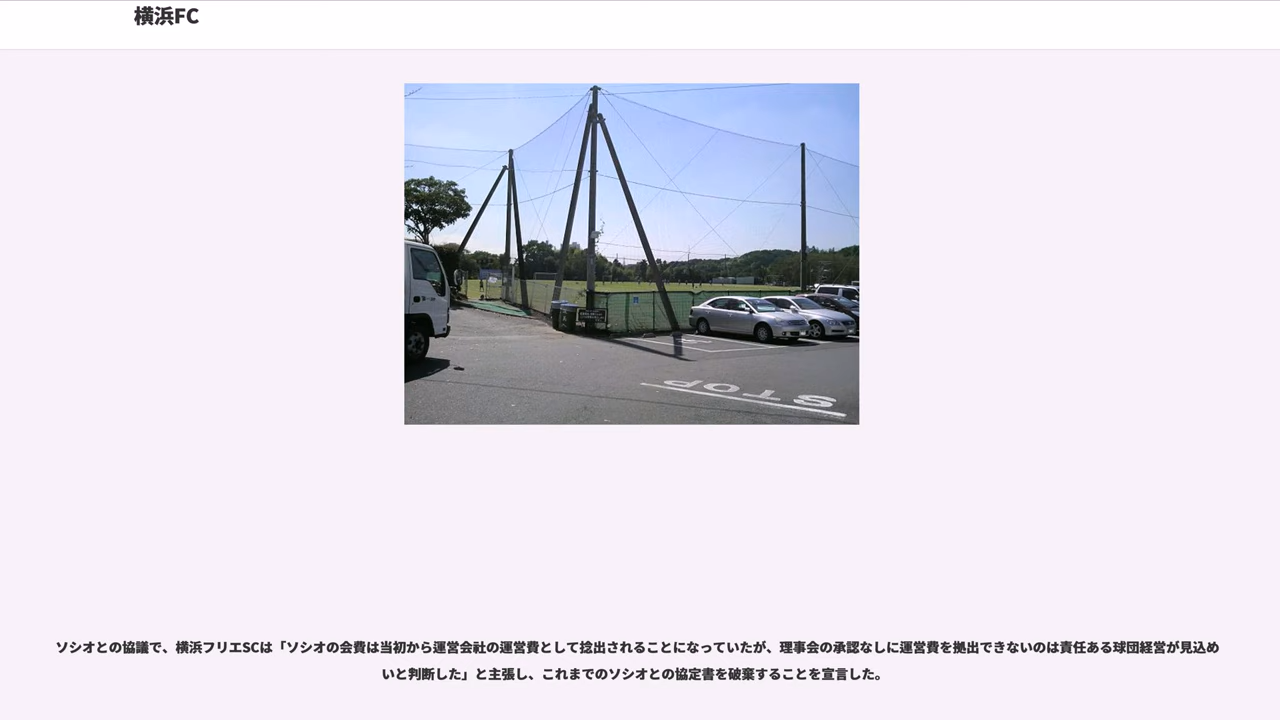 横浜FC
STOP
ソシオとの協議で、横浜フリエSCは「ソシオの会費は当初から運営会社の運営費として捻出されることになっていたが、理事会の承認なしに運営費を拠出できないのは責任ある球団経営が見込め
いと判断した」と主張し、これまでのソシオとの協定書を破棄することを宣言した。